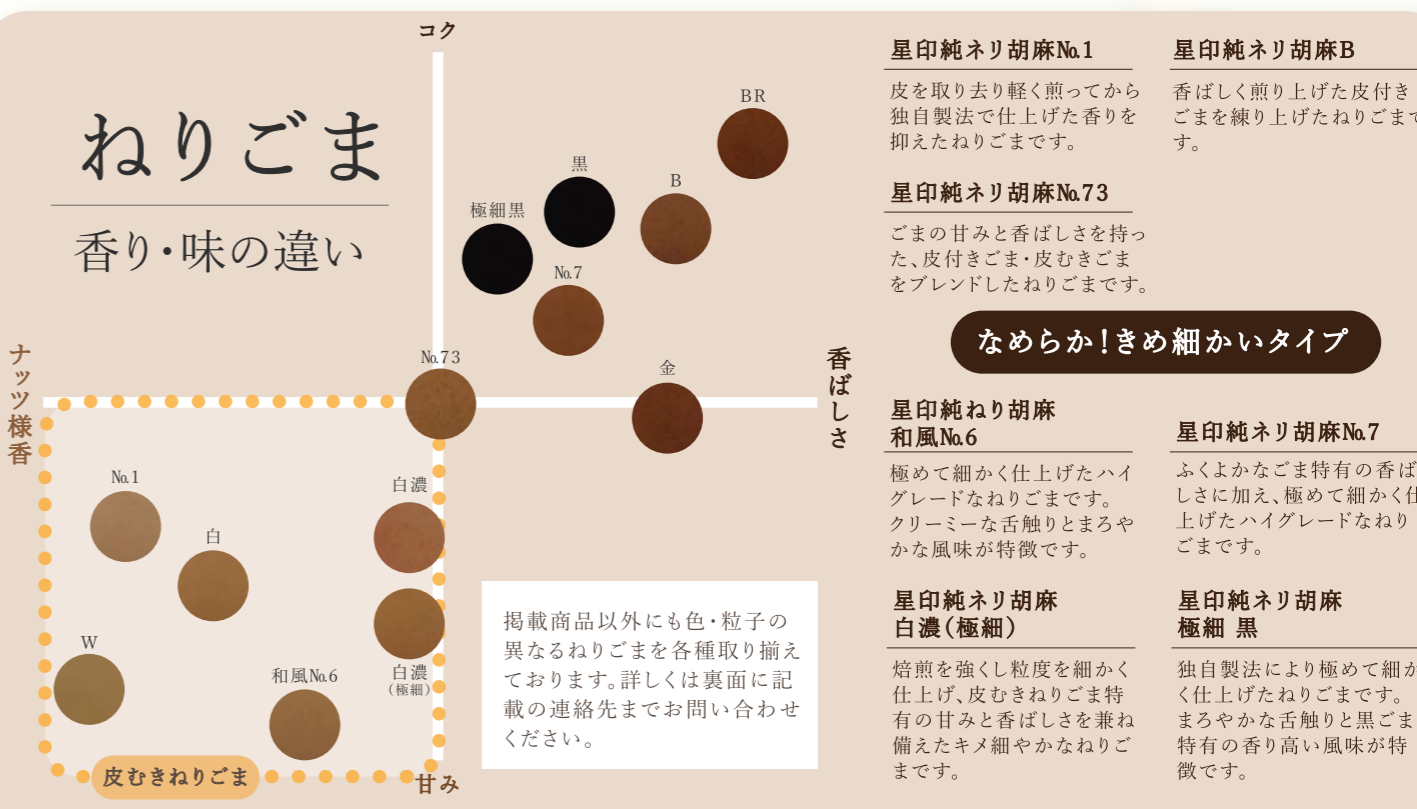 ねりごま
香り・味の違い
コク
ナッツ様香
香ばしさ
甘み
BR
黒
B
極細黒
№7
№73
金
№1
白濃
白
W
和風№6
白濃
(極細)
皮むきねりごま
掲載商品以外にも色・粒子の
異なるねりごまを各種取り揃え
ております。詳しくは裏面に記
載の連絡先までお問い合わせ
ください。
星印純ネリ胡麻№1
皮を取り去り軽く煎ってから
独自製法で仕上げた香りを
抑えたねりごまです。
星印純ネリ胡麻B
香ばしく煎り上げた皮付き
ごまを練り上げたねりごまで
す。
星印純ネリ胡麻№73
ごまの甘みと香ばしさを持っ
た、皮付きごま・皮むきごま
をブレンドしたねりごまです。
なめらか！きめ細かいタイプ
星印純ねり胡麻
和風№6
極めて細かく仕上げたハイ
グレードなねりごまです。
クリーミーな舌触りとまろや
かな風味が特徴です。
星印純ネリ胡麻№7
ふくよかなごま特有の香ば
しさに加え、極めて細かく仕
上げたハイグレードなねり
ごまです。
星印純ネリ胡麻
白濃（極細）
焙煎を強くし粒度を細かく
仕上げ、皮むきねりごま特
有の甘みと香ばしさを兼ね
備えたキメ細やかなねりご
まです。
星印純ネリ胡麻
極細 黒
独自製法により極めて細か
く仕上げたねりごまです。
まろやかな舌触りと黒ごま
特有の香り高い風味が特
徴です。